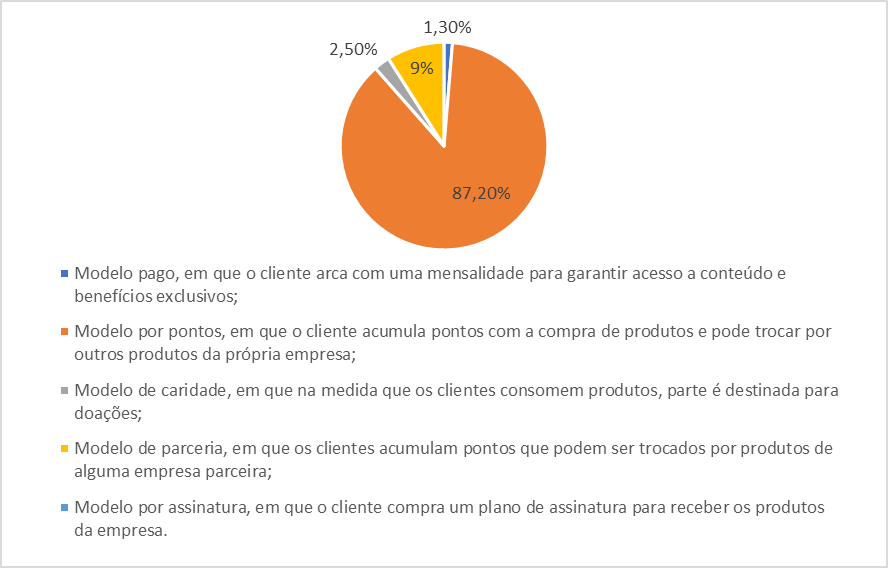 1,30%
2,50%
9%
87,20%
Modelo pago, em que o cliente arca com uma mensalidade para garantir acesso a conteúdo e
benefícios exclusivos;
Modelo por pontos, em que o cliente acumula pontos com a compra de produtos e pode trocar por
outros produtos da própria empresa;
Modelo de caridade, em que na medida que os clientes consomem produtos, parte é destinada para
doações;
Modelo de parceria, em que os clientes acumulam pontos que podem ser trocados por produtos de
alguma empresa parceira;
Modelo por assinatura, em que o cliente compra um plano de assinatura para receber os produtos
da empresa.